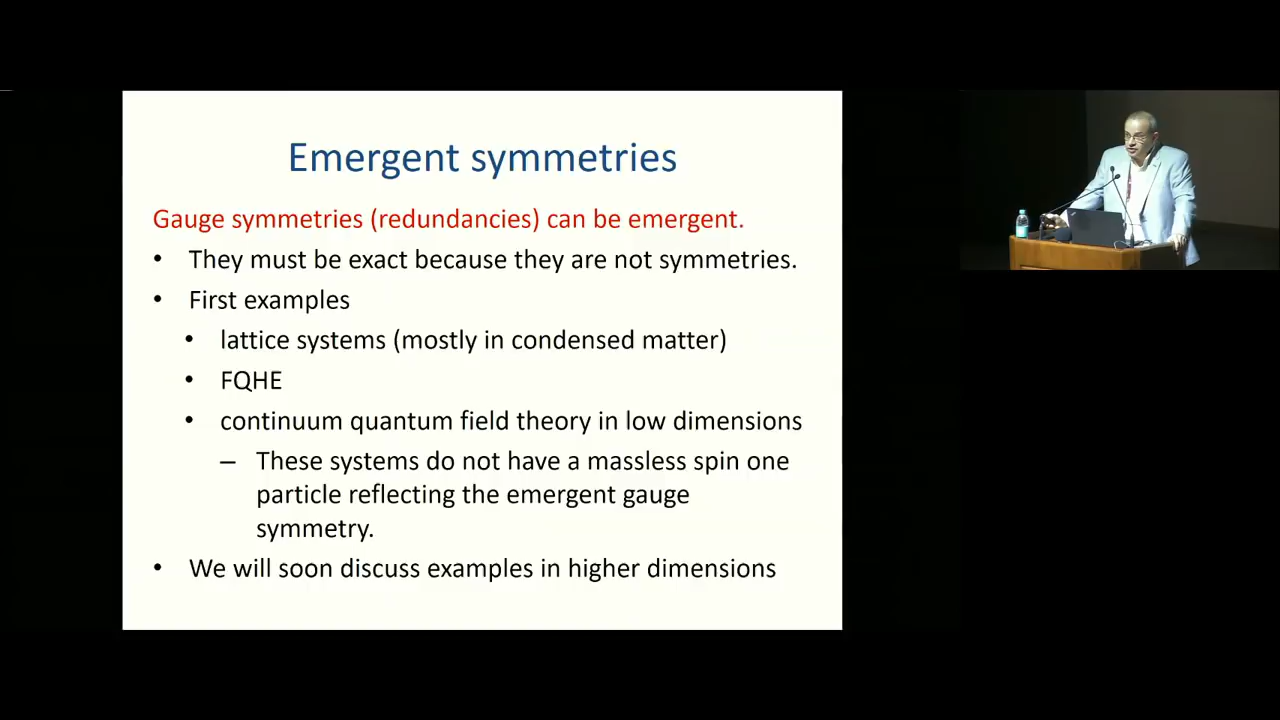 Emergent symmetries
Gauge symmetries (redundancies) can be emergent.
• They must be exact because they are not symmetries.
• First examples
• lattice systems (mostly in condensed matter)
• FQHE
• continuum quantum field theory in low dimensions
– These systems do not have a massless spin one
particle reflecting the emergent gauge
symmetry.
• We will soon discuss examples in higher dimensions